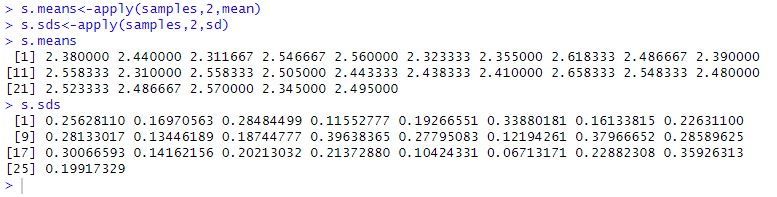 > s.means<-apply(samples,2,mean)
> s.sds<-apply(samples,2,sd)
> s.means
[1] 2.380000 2.440000 2.311667 2.546667 2.560000 2.323333 2.355000 2.618333 2.486667 2.390000
[11] 2.558333 2.310000 2.558333 2.505000 2.443333 2.438333 2.410000 2.658333 2.548333 2.480000
[21] 2.523333 2.486667 2.570000 2.345000 2.495000
> s.sds
[1] 0.25628110 0.16970563 0.28484499 0.11552777 0.19266551 0.33880181 0.16133815 0.22631100
[9] 0.28133017 0.13446189 0.18744777 0.39638365 0.27795083 0.12194261 0.37966652 0.28589625
[17] 0.30066593 0.14162156 0.20213032 0.21372880 0.10424331 0.06713171 0.22882308 0.35926313
[25] 0.19917329
>